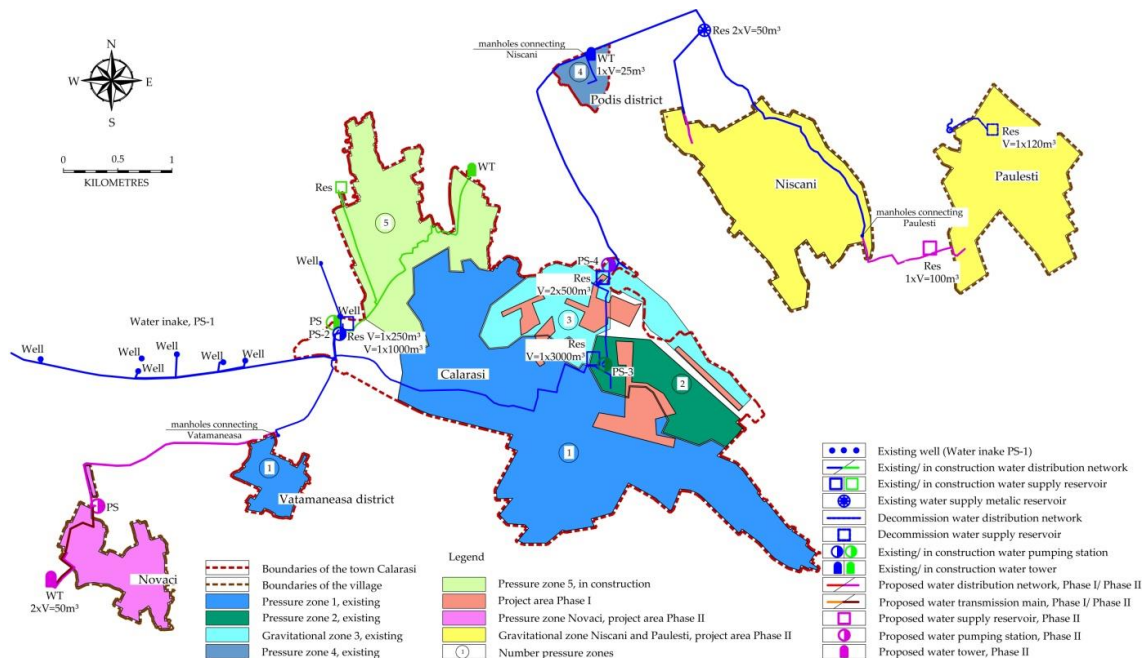 N
W
E
S
0
0.5
1
KILOMETRES
manholes connecting
Niscani
WT
1xV=25m³
4
Podis district
Res 2xV=50m³
Niscani
Res
V=1x120m³
Paulesti
manholes connecting
Paulesti
Res
1xV=100m³
Res
WT
5
Well
Water inake, PS-1
PS
Well
PS-2
Res V=1x250m³
V=1x1000m³
Well
Well
Well
Well
Well
Well
PS-4
Res
V=2x500m³
3
Res
V=1x3000m³
PS-3
2
Calarasi
1
manholes connecting
Vatamaneasa
1
Vatamaneasa district
PS
Novaci
WT
2xV=50m³
Legend
Boundaries of the town Calarasi
Boundaries of the village
Pressure zone 1, existing
Pressure zone 2, existing
Gravitational zone 3, existing
Pressure zone 4, existing
Pressure zone 5, in construction
Project area Phase I
Pressure zone Novaci, project area Phase II
Gravitational zone Niscani and Paulesti, project area Phase II
1
Number pressure zones
Existing well (Water inake PS-1)
Existing/ in construction water distribution network
Existing/ in construction water supply reservoir
Existing water supply metalic reservoir
Decommission water distribution network
Decommission water supply reservoir
Existing/ in construction water pumping station
Existing/ in construction water tower
Proposed water distribution network, Phase I/ Phase II
Proposed water transmission main, Phase I/ Phase II
Proposed water supply reservoir, Phase II
Proposed water pumping station, Phase II
Proposed water tower, Phase II